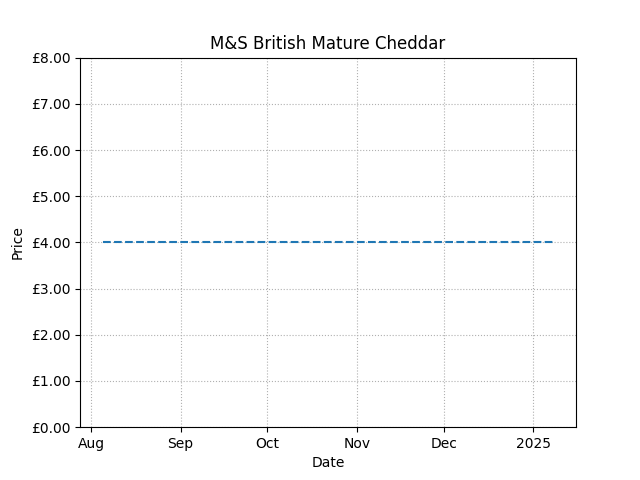 M&S British Mature Cheddar
£8.00
£7.00
£6.00
£5.00
£4.00
£3.00
£2.00
£1.00
£0.00
Price
Aug Sep Oct Nov Dec 2025
Date